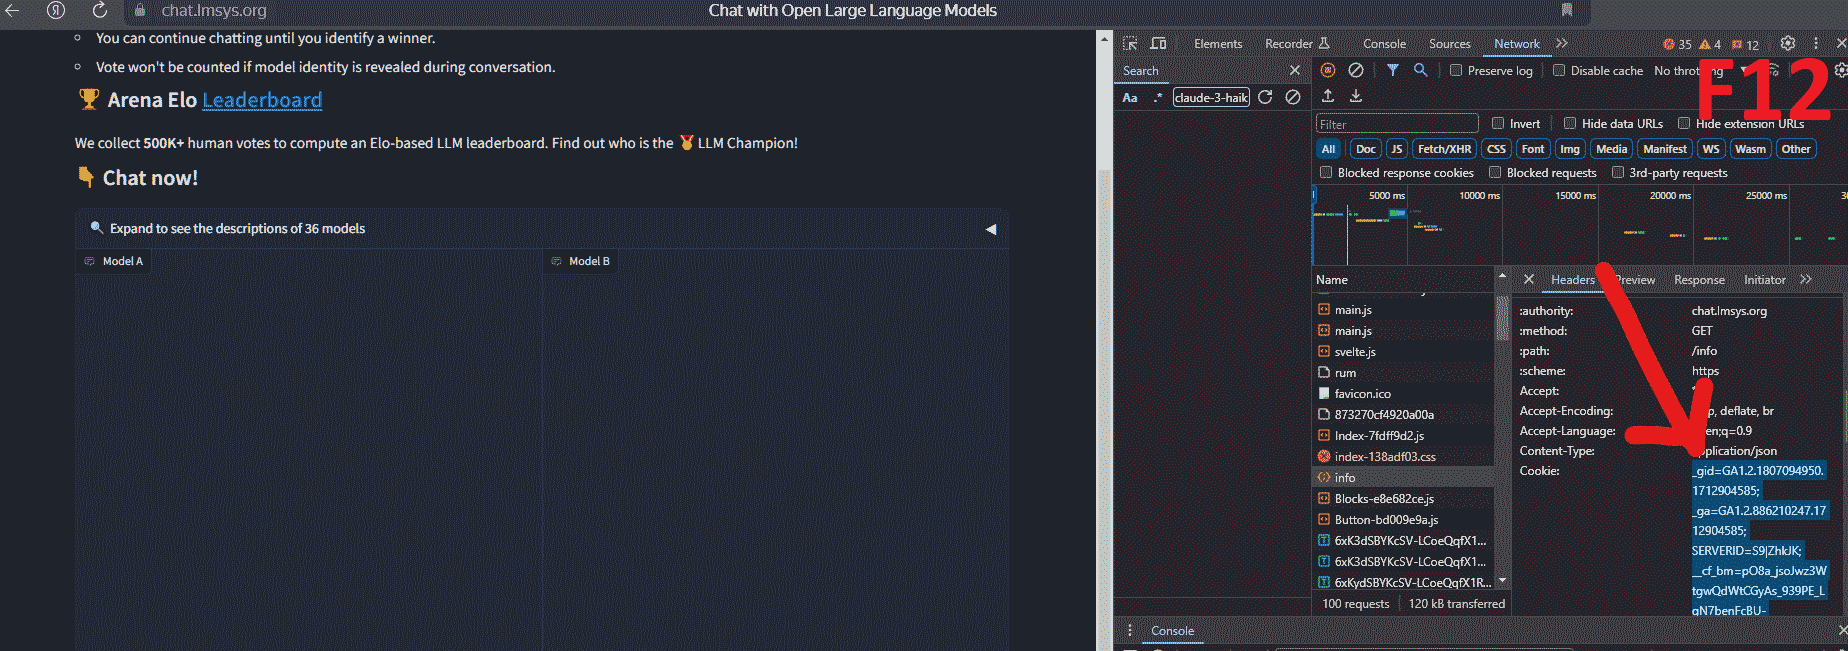 chat.lmsys.org
Chat with Open Large Language Models
You can continue chatting until you identify a winner.
Vote won't be counted if model identity is revealed during conversation.
🏆 Arena Elo Leaderboard
We collect 500K+ human votes to compute an Elo-based LLM leaderboard. Find out who is the 🥇 LLM Champion!
👇 Chat now!
🔍 Expand to see the descriptions of 36 models
Model A
Model B
Elements Recorder Console Sources Network 35 4 12
Search
Preserve log Disable cache No throttling
F12
Aa .* claude-3-haik
Filter Invert Hide data URLs Hide extension URLs
All Doc JS Fetch/XHR CSS Font Img Media Manifest WS Wasm Other
Blocked response cookies Blocked requests 3rd-party requests
5000 ms 10000 ms 15000 ms 20000 ms 25000 ms
Name
main.js
main.js
svelte.js
rum
favicon.ico
873270cf4920a00a
Index-7fdff9d2.js
index-138adf03.css
info
Blocks-e8e682ce.js
Button-bd009e9a.js
6xK3dSBYKcSV-LCoeQqfX1...
6xK3dSBYKcSV-LCoeQqfX1...
6xKydSBYKcSV-LCoeQqfX1R...
100 requests 120 kB transferred
Headers Preview Response Initiator
:authority: chat.lmsys.org
:method: GET
:path: /info
:scheme: https
Accept:
Accept-Encoding: deflate, br
Accept-Language: en;q=0.9
Content-Type: application/json
Cookie: _gid=GA1.2.1807094950.
1712904585;
_ga=GA1.2.886210247.17
12904585;
SERVERID=S9|ZhkJK;
__cf_bm=pO8a_jsoJwz3W
tgwQdWtCGyAs_939PE_L
qN7benFcBU-
Console